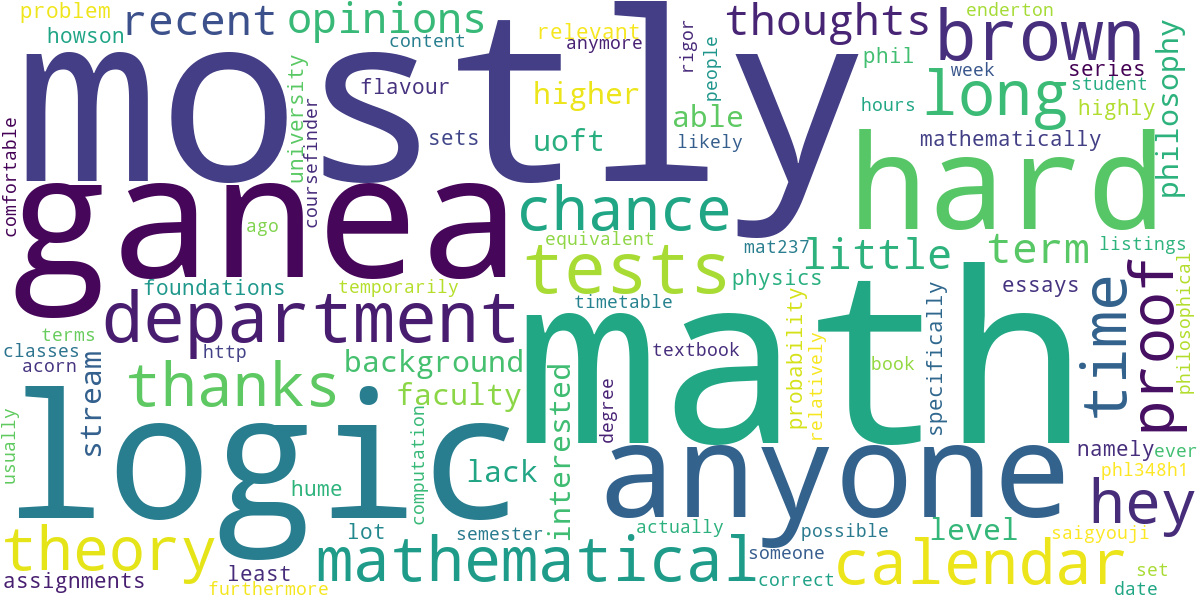 problem
howson
recent
opinions
content
relevant
anymore
rigor
people
thoughts
brown
enderton
phil
week
series
student
highly
hours
long
philosophy
mostly
flavour
higher
able
university
coursefinder
sets
uoft
likely
mathematically
hard
comfortable
ganea
ago
chance
equivalent
mat237
little
term
listings
tests
physics
essays
foundations
temporarily
timetable
department
terms
http
classes
acorn
stream
thanks
background
faculty
textbook
book
math
probability
relatively
specifically
time
proof
philosophical
degree
interested
logic
usually
hume
computation
lack
anyone
namely
ever
phl348h1
hey
theory
lot
semester
actually
possible
level
saigyouji
assignments
least
furthermore
mathematical
someone
correct
calendar
set
date